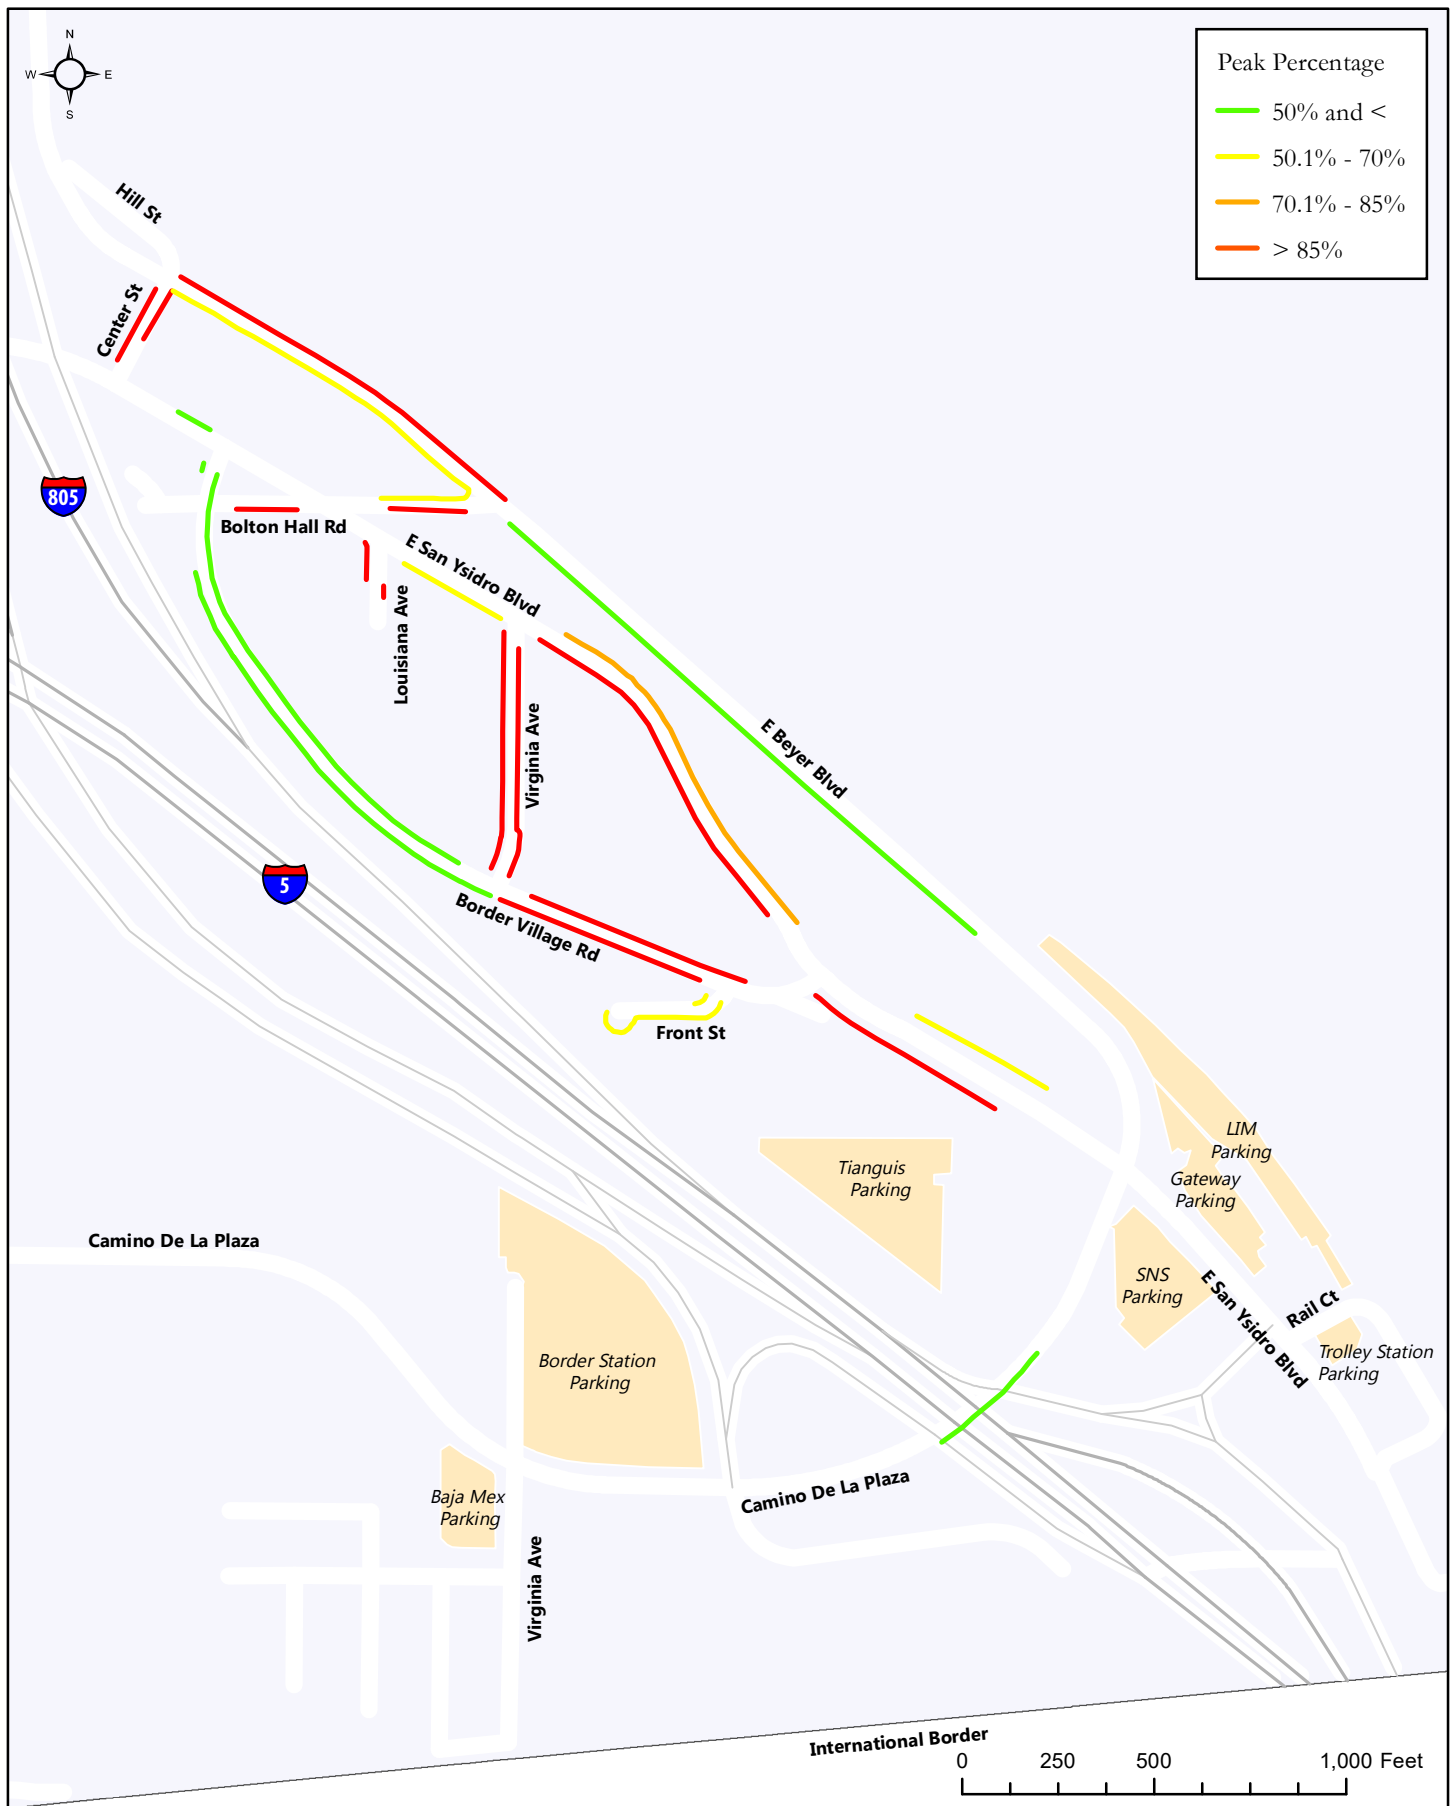 N
W E
S
Peak Percentage
50% and <
50.1% - 70%
70.1% - 85%
> 85%
Hill St
Center St
805
Bolton Hall Rd
E San Ysidro Blvd
Louisiana Ave
Virginia Ave
E Beyer Blvd
5
Border Village Rd
Front St
LIM
Parking
Tianguis
Parking
Gateway
Parking
Camino De La Plaza
SNS
Parking
E San Ysidro Blvd
Rail Ct
Border Station
Parking
Trolley Station
Parking
Baja Mex
Parking
Camino De La Plaza
Virginia Ave
International Border
0 250 500 1,000 Feet